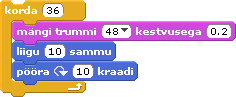 korda 36
mängi trummi 48 kestvusega 0.2
liigu 10 sammu
pööra 10 kraadi